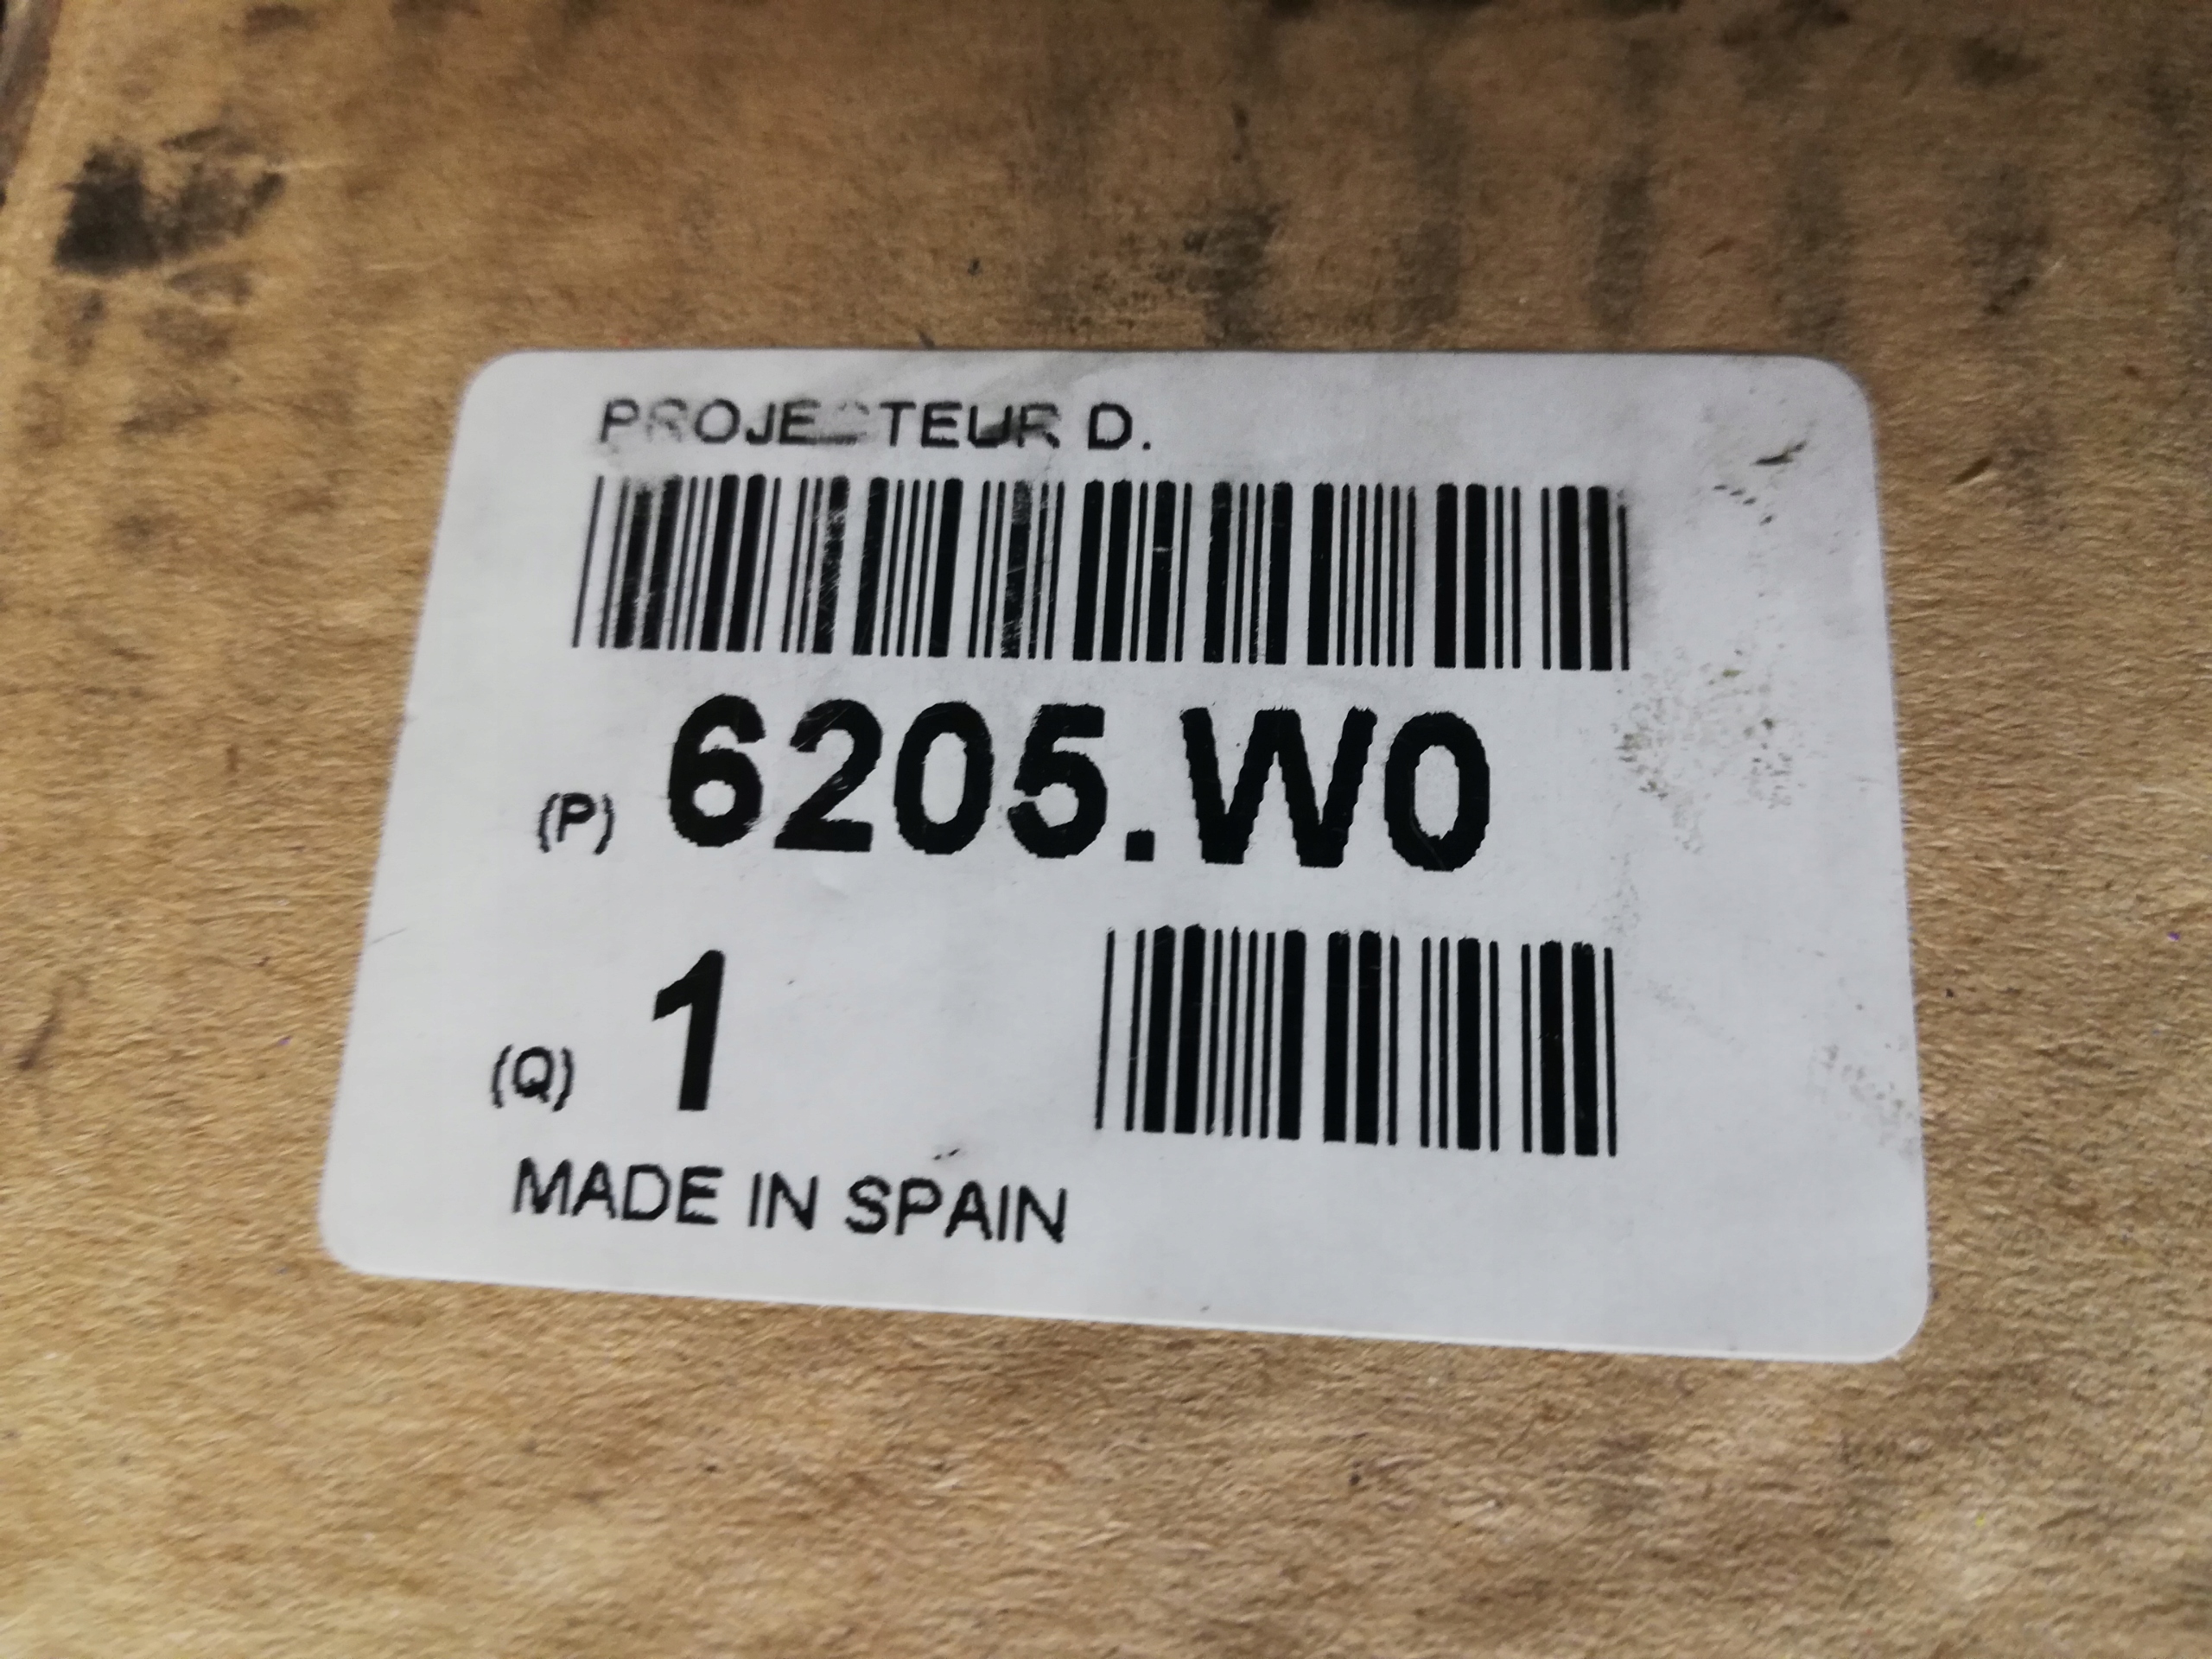 PROJECTEUR D.
(P) 6205.W0
(Q) 1
MADE IN SPAIN